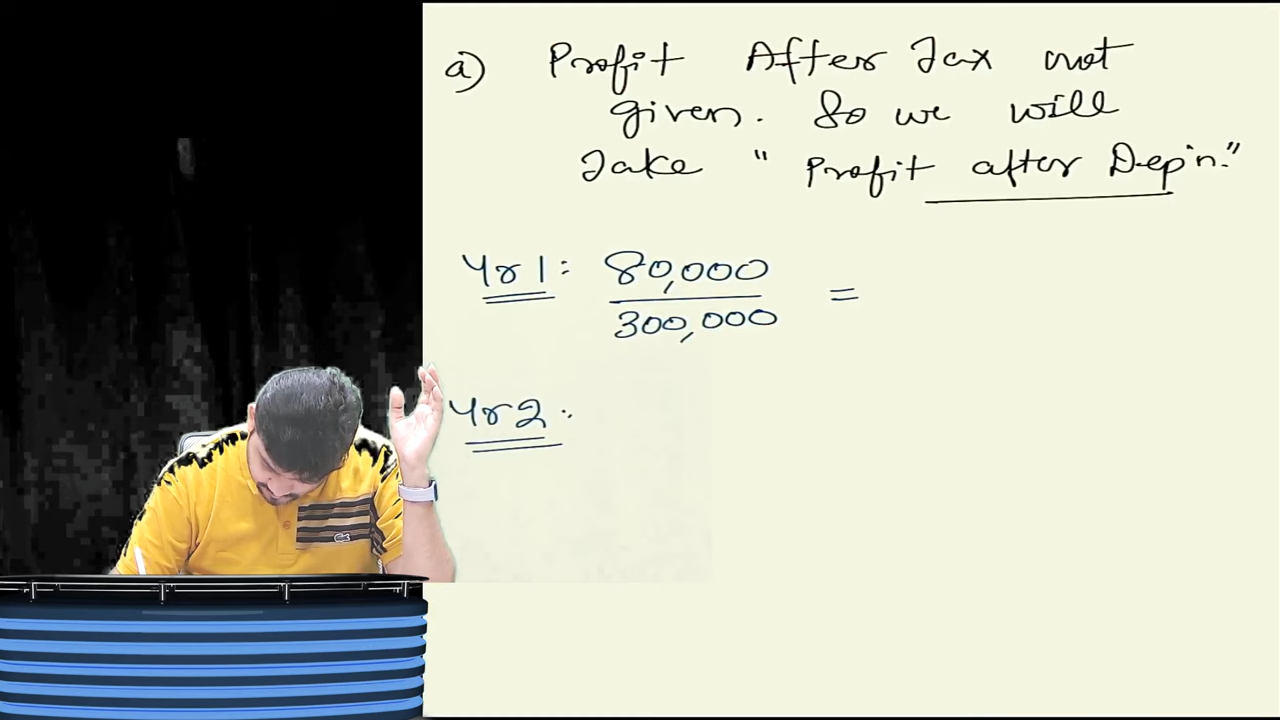 a) Profit After Tax not
given. So we will
Take "Profit after Dep'n."
Yr 1: 80,000
300,000
=
Yr 2: